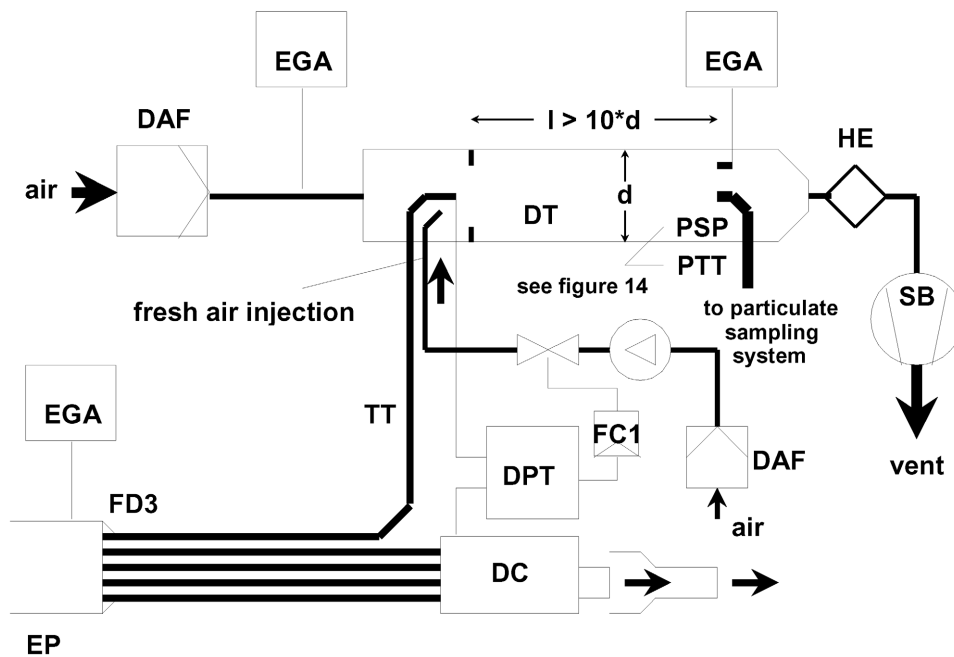 EGA
EGA
DAF
l > 10*d
HE
air
d
DT
PSP
PTT
see figure 14
fresh air injection
to particulate
sampling
system
SB
EGA
TT
FC1
DPT
DAF
vent
FD3
air
DC
EP